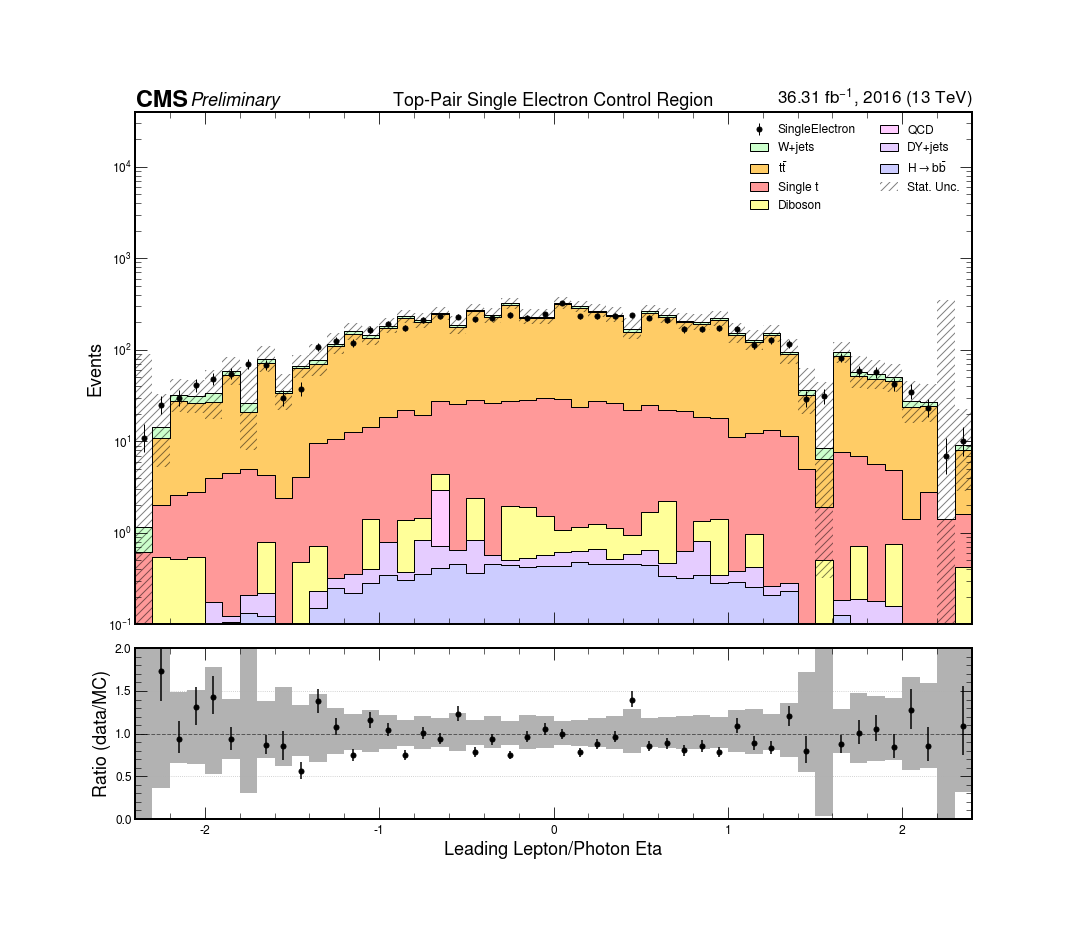 CMS Preliminary Top-Pair Single Electron Control Region 36.31 fb⁻¹, 2016 (13 TeV)
SingleElectron QCD
W+jets DY+jets
tt̄ H→bb̄
Single t Stat. Unc.
Diboson
Events
10⁴
10³
10²
10¹
10⁰
10⁻¹
Ratio (data/MC)
2.0
1.5
1.0
0.5
0.0
-2 -1 0 1 2
Leading Lepton/Photon Eta